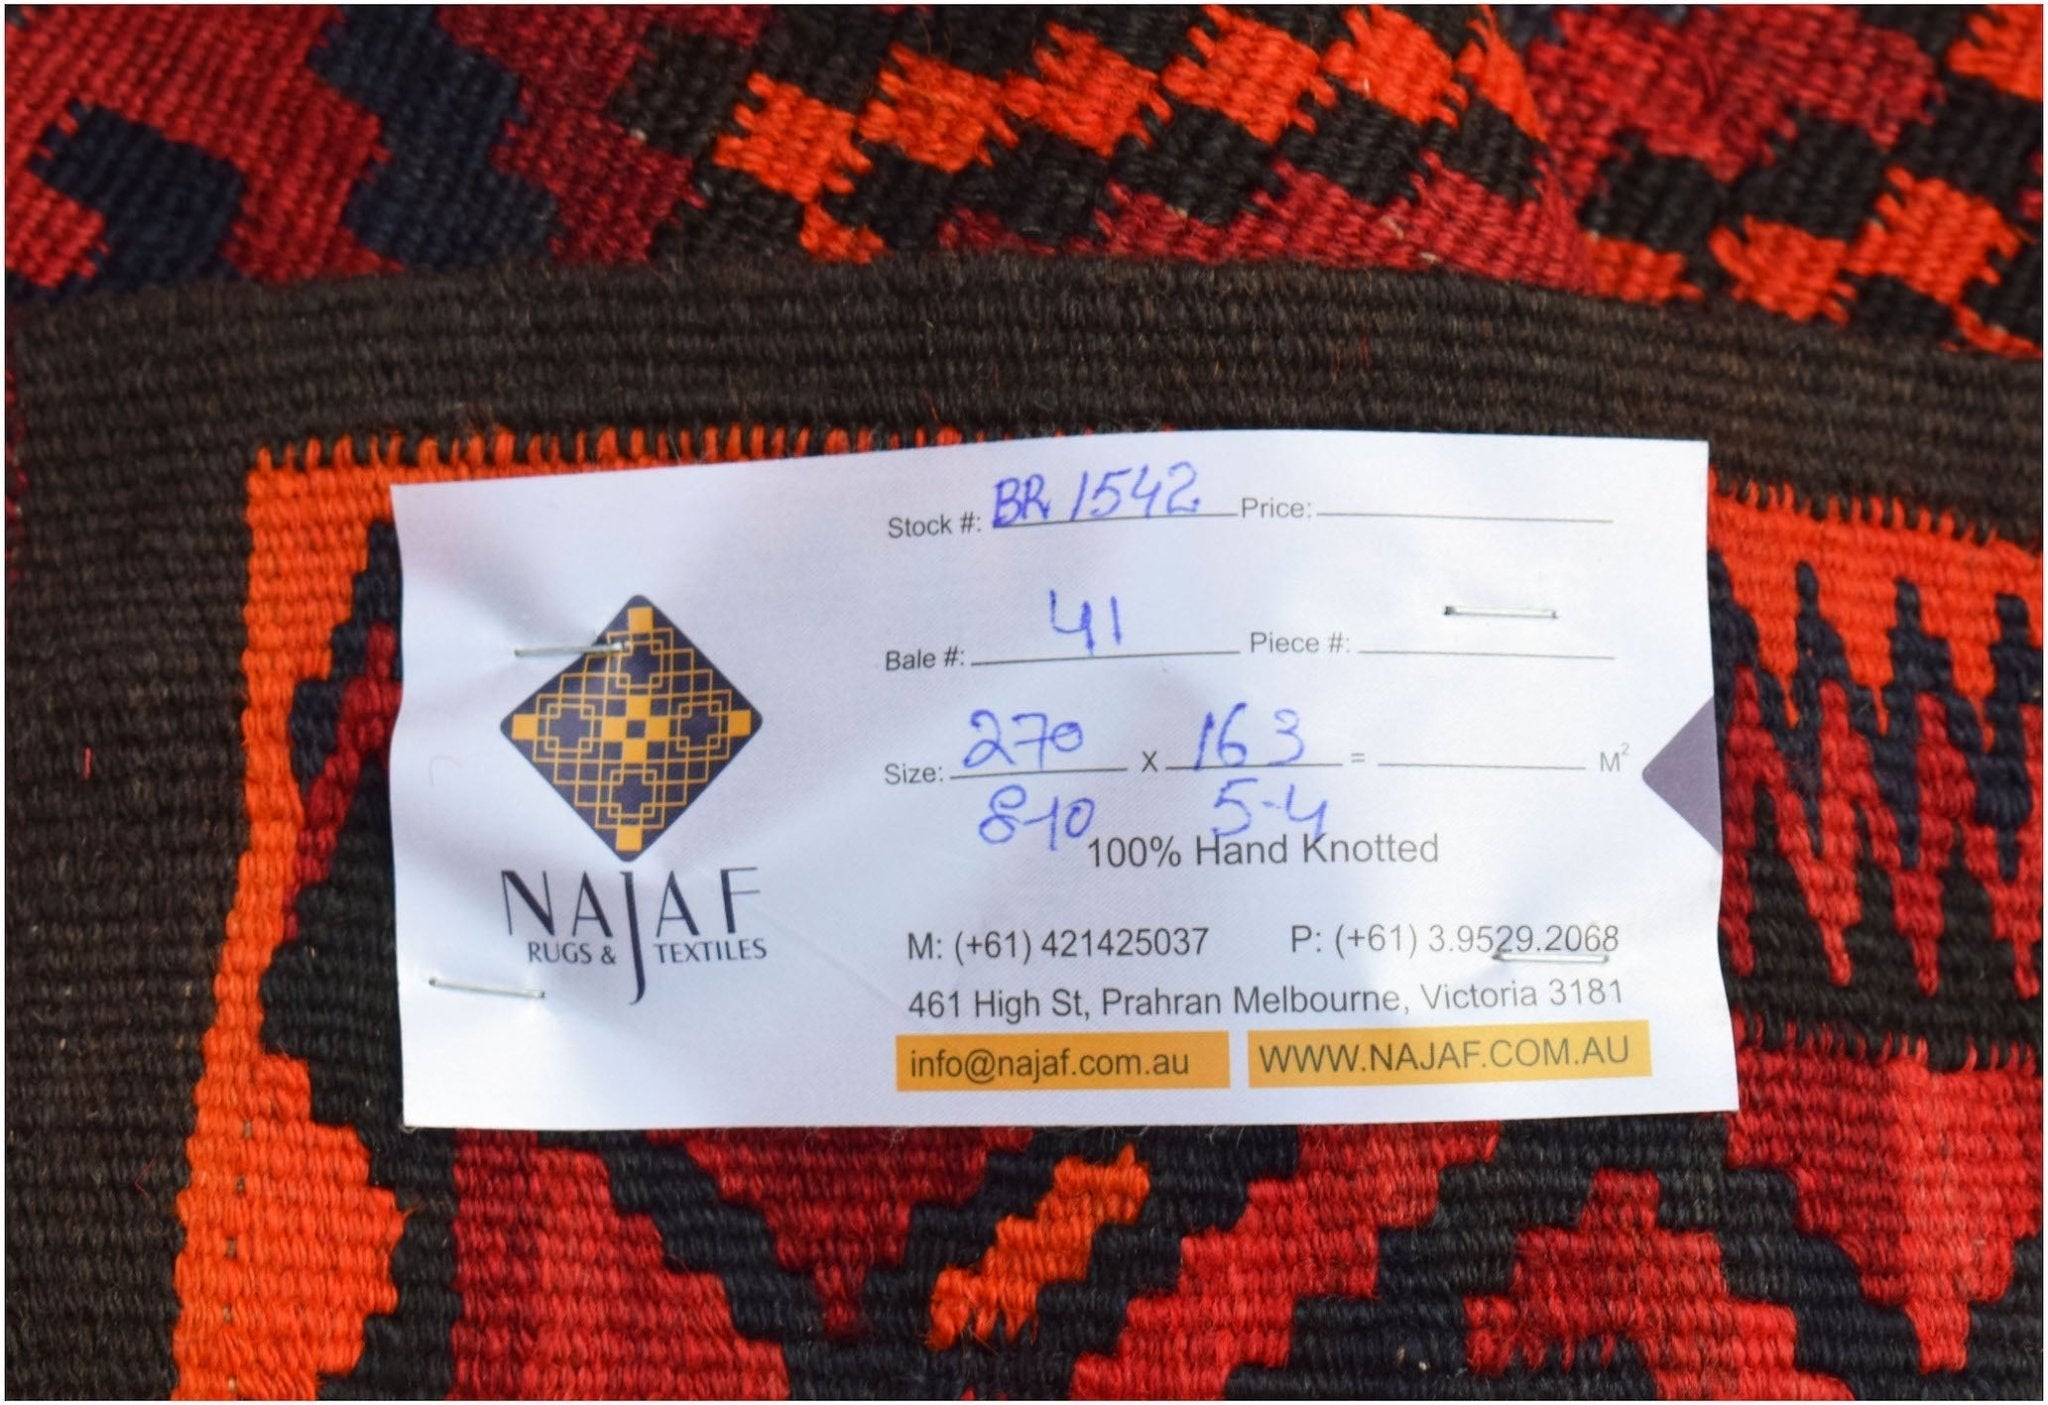 Stock #: BR 1542 Price:
Bale #: 41 Piece #:
Size: 270 x 163 = M²
8-10 5-4
100% Hand Knotted
NAJAF
RUGS & TEXTILES
M: (+61) 421425037 P: (+61) 3.9529.2068
461 High St, Prahran Melbourne, Victoria 3181
info@najaf.com.au WWW.NAJAF.COM.AU